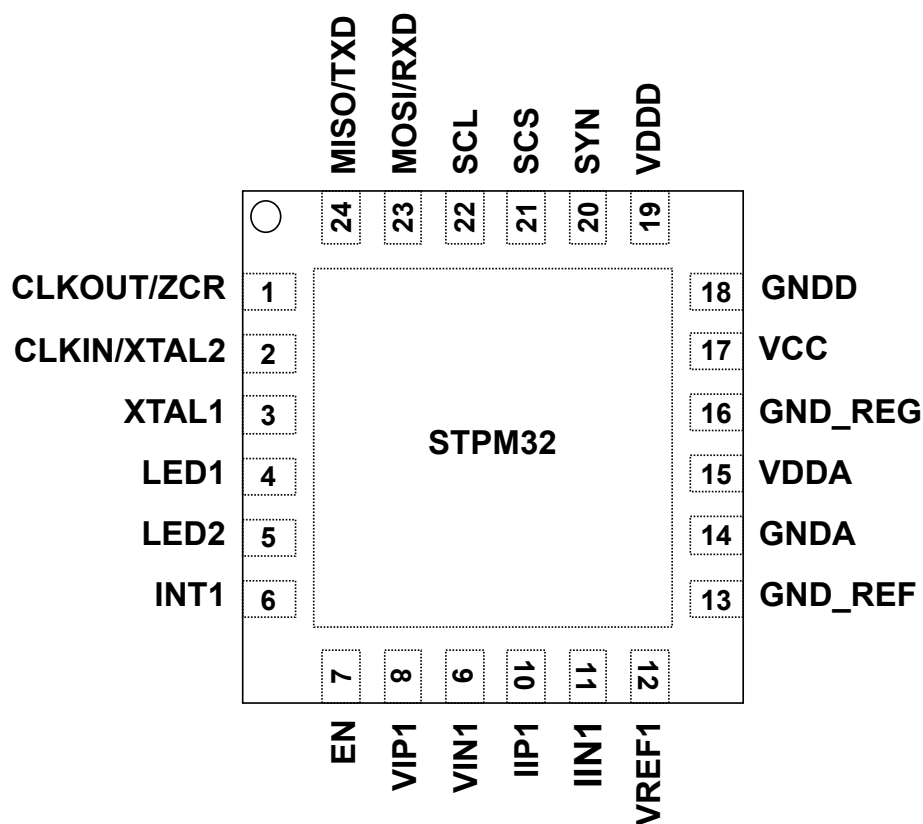 MISO/TXD
MOSI/RXD
SCL
SCS
SYN
VDDD
24
23
22
21
20
19
CLKOUT/ZCR 1
CLKIN/XTAL2 2
XTAL1 3
LED1 4
LED2 5
INT1 6
STPM32
18 GNDD
17 VCC
16 GND_REG
15 VDDA
14 GNDA
13 GND_REF
7
8
9
10
11
12
EN
VIP1
VIN1
IIP1
IIN1
VREF1